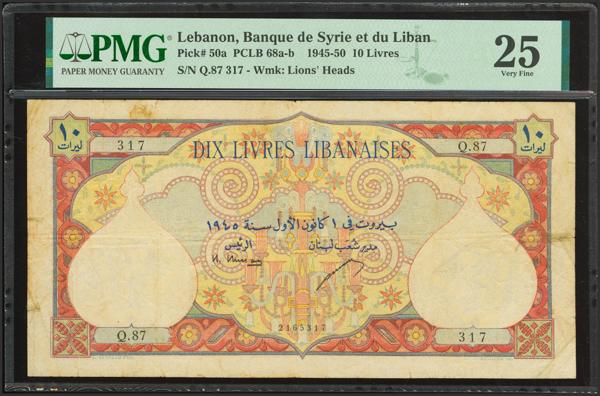 PMG
PAPER MONEY GUARANTY
Lebanon, Banque de Syrie et du Liban
Pick# 50a PCLB 68a-b 1945-50 10 Livres
S/N Q.87 317 - Wmk: Lions' Heads
25
Very Fine
١٠
ليرات
317
Q.87
١٠
ليرات
DIX LIVRES LIBANAISES
بيروت في ١ كانون الأول سنة ١٩٤٥
مدير شعب لبنان
الرئيس
2165317
Q.87
317